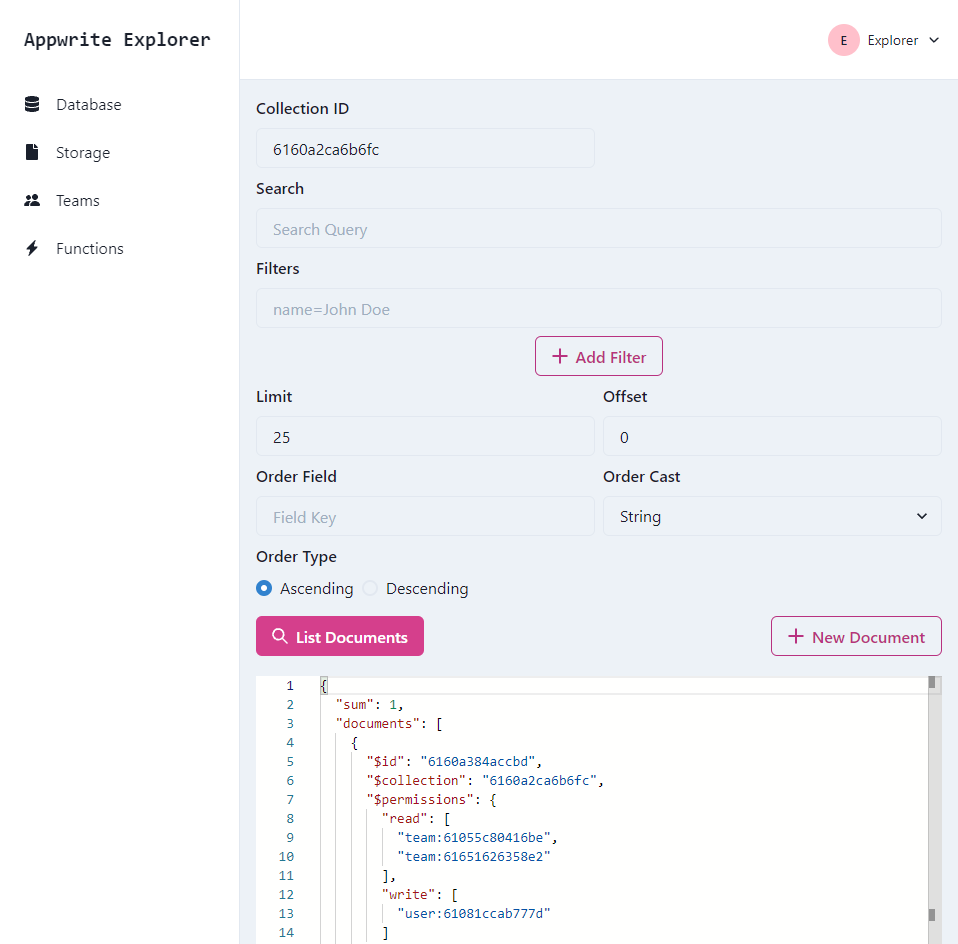 Appwrite Explorer
E Explorer
Database
Storage
Teams
Functions
Collection ID
6160a2ca6b6fc
Search
Search Query
Filters
name=John Doe
Add Filter
Limit Offset
25 0
Order Field Order Cast
Field Key String
Order Type
Ascending Descending
List Documents New Document
1 {
2 "sum": 1,
3 "documents": [
4 {
5 "$id": "6160a384accbd",
6 "$collection": "6160a2ca6b6fc",
7 "$permissions": {
8 "read": [
9 "team:61055c80416be",
10 "team:61651626358e2"
11 ],
12 "write": [
13 "user:61081ccab777d"
14 ]